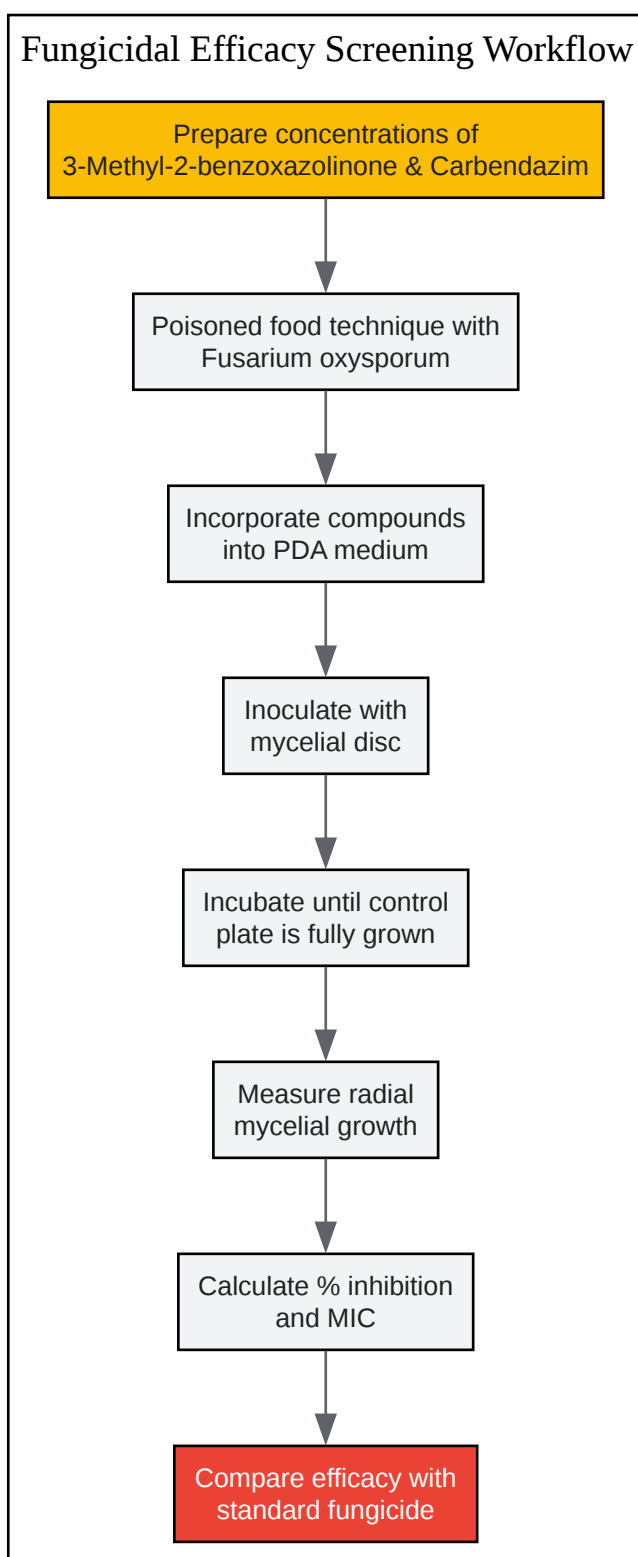 Fungicidal Efficacy Screening Workflow
Prepare concentrations of
3-Methyl-2-benzoxazolinone & Carbendazim
Poisoned food technique with
Fusarium oxysporum
Incorporate compounds
into PDA medium
Inoculate with
mycelial disc
Incubate until control
plate is fully grown
Measure radial
mycelial growth
Calculate % inhibition
and MIC
Compare efficacy with
standard fungicide